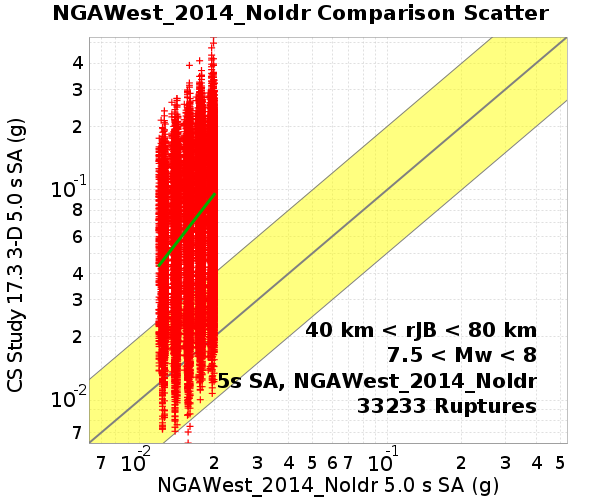 NGAWest_2014_NoIdr Comparison Scatter
CS Study 17.3 3-D 5.0 s SA (g)
4
3
2
10-1
8
6
4
3
2
10-2
7
40 km < rJB < 80 km
7.5 < Mw < 8
5s SA, NGAWest_2014_NoIdr
33233 Ruptures
7 10-2 2 3 4 5 6 7 10-1 2 3 4 5
NGAWest_2014_NoIdr 5.0 s SA (g)